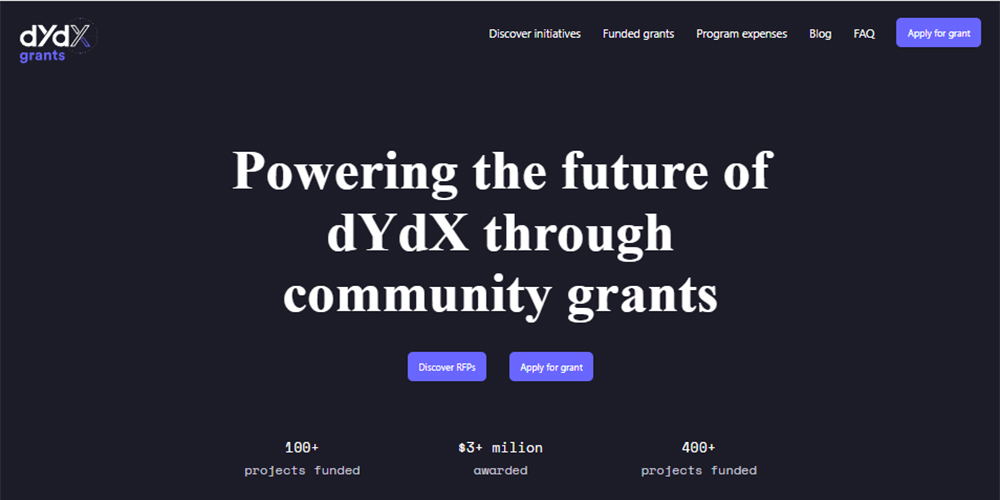 dYdX
grants
Discover initiatives Funded grants Program expenses Blog FAQ Apply for grant
Powering the future of
dYdX through
community grants
Discover RFPs Apply for grant
100+ $3+ milion 400+
projects funded awarded projects funded